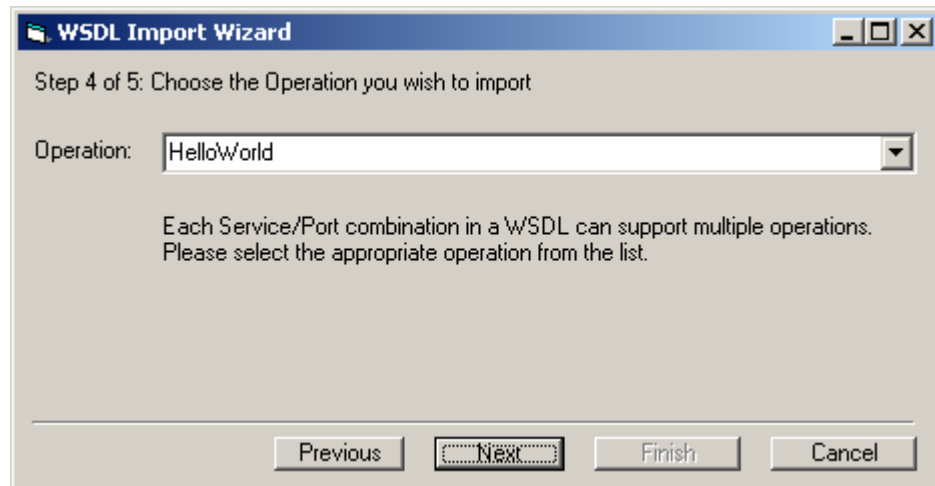 WSDL Import Wizard
Step 4 of 5: Choose the Operation you wish to import
Operation: HelloWorld
Each Service/Port combination in a WSDL can support multiple operations.
Please select the appropriate operation from the list.
Previous Next Finish Cancel